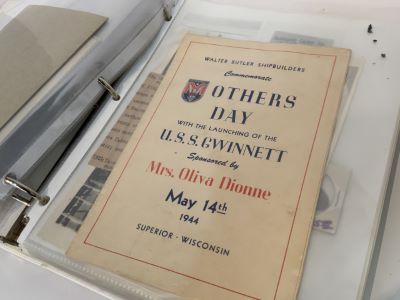 WALTER BUTLER SHIPBUILDERS
Commemorate
MOTHERS
DAY
WITH THE LAUNCHING OF THE
U.S.S. GWINNETT
Sponsored by
Mrs. Oliva Dionne
May 14th
1944
SUPERIOR - WISCONSIN